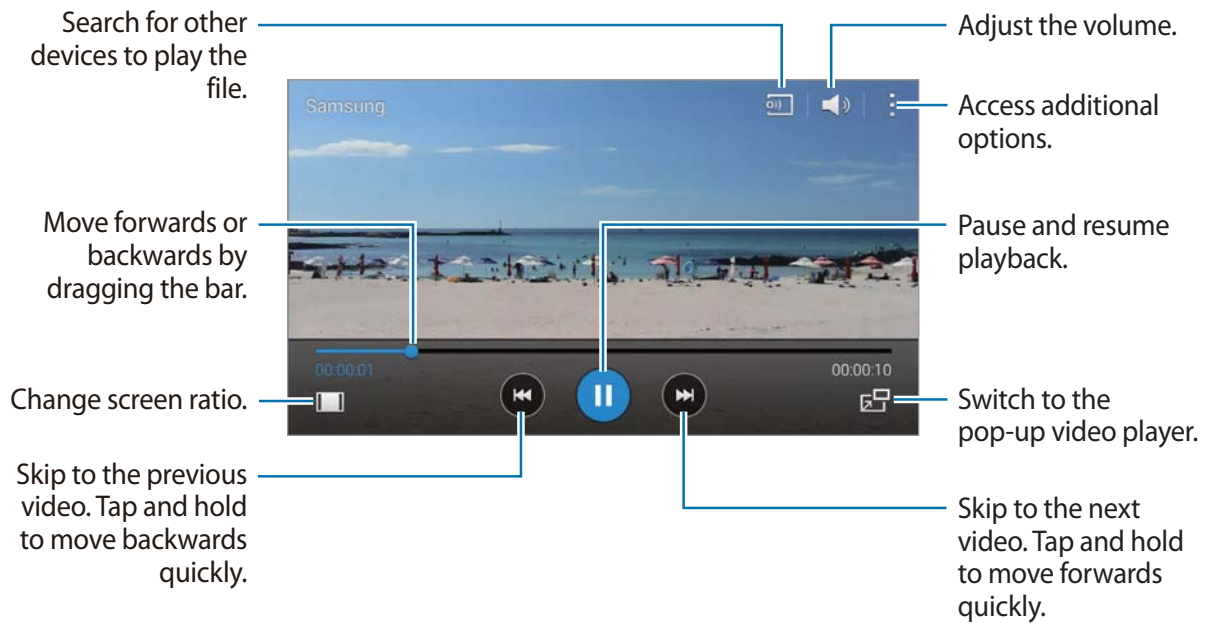 Search for other
devices to play the
file.
Adjust the volume.
Samsung
Access additional
options.
Move forwards or
backwards by
dragging the bar.
Pause and resume
playback.
00:00:01
00:00:10
Change screen ratio.
Switch to the
pop-up video player.
Skip to the previous
video. Tap and hold
to move backwards
quickly.
Skip to the next
video. Tap and hold
to move forwards
quickly.